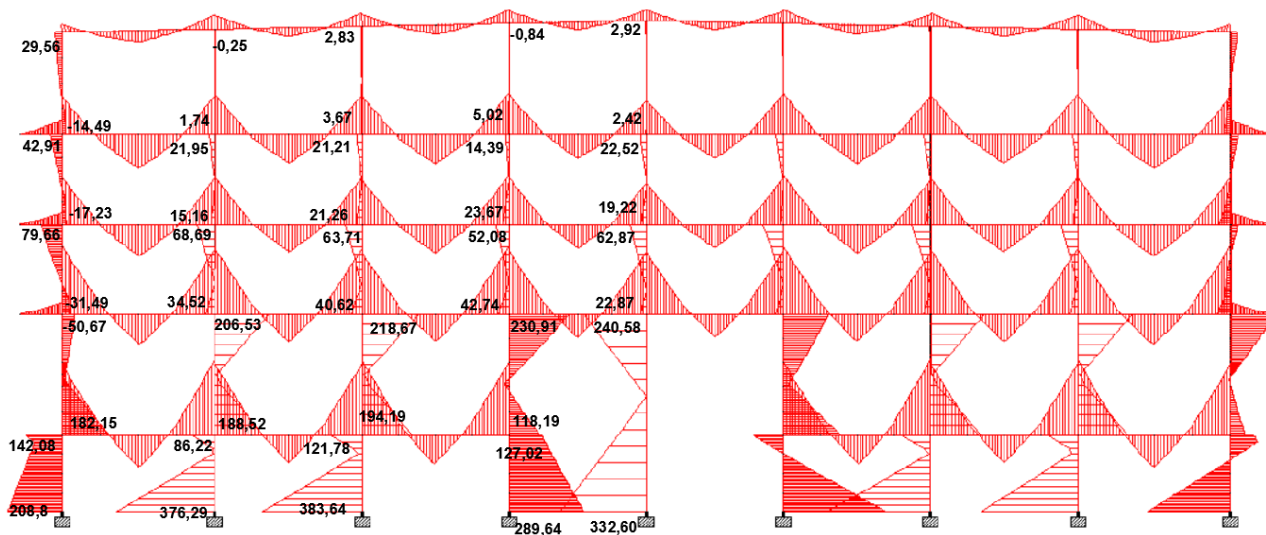 29,56 -0,25 2,83 -0,84 2,92
-14,49 1,74 3,67 5,02 2,42
42,91 21,95 21,21 14,39 22,52
-17,23 15,16 21,26 23,67 19,22
79,66 68,69 63,71 52,08 62,87
-31,49 34,52 40,62 42,74 22,87
-50,67 206,53 218,67 230,91 240,58
182,15 188,52 194,19 118,19
142,08 86,22 121,78 127,02
208,8 376,29 383,64
289,64 332,60